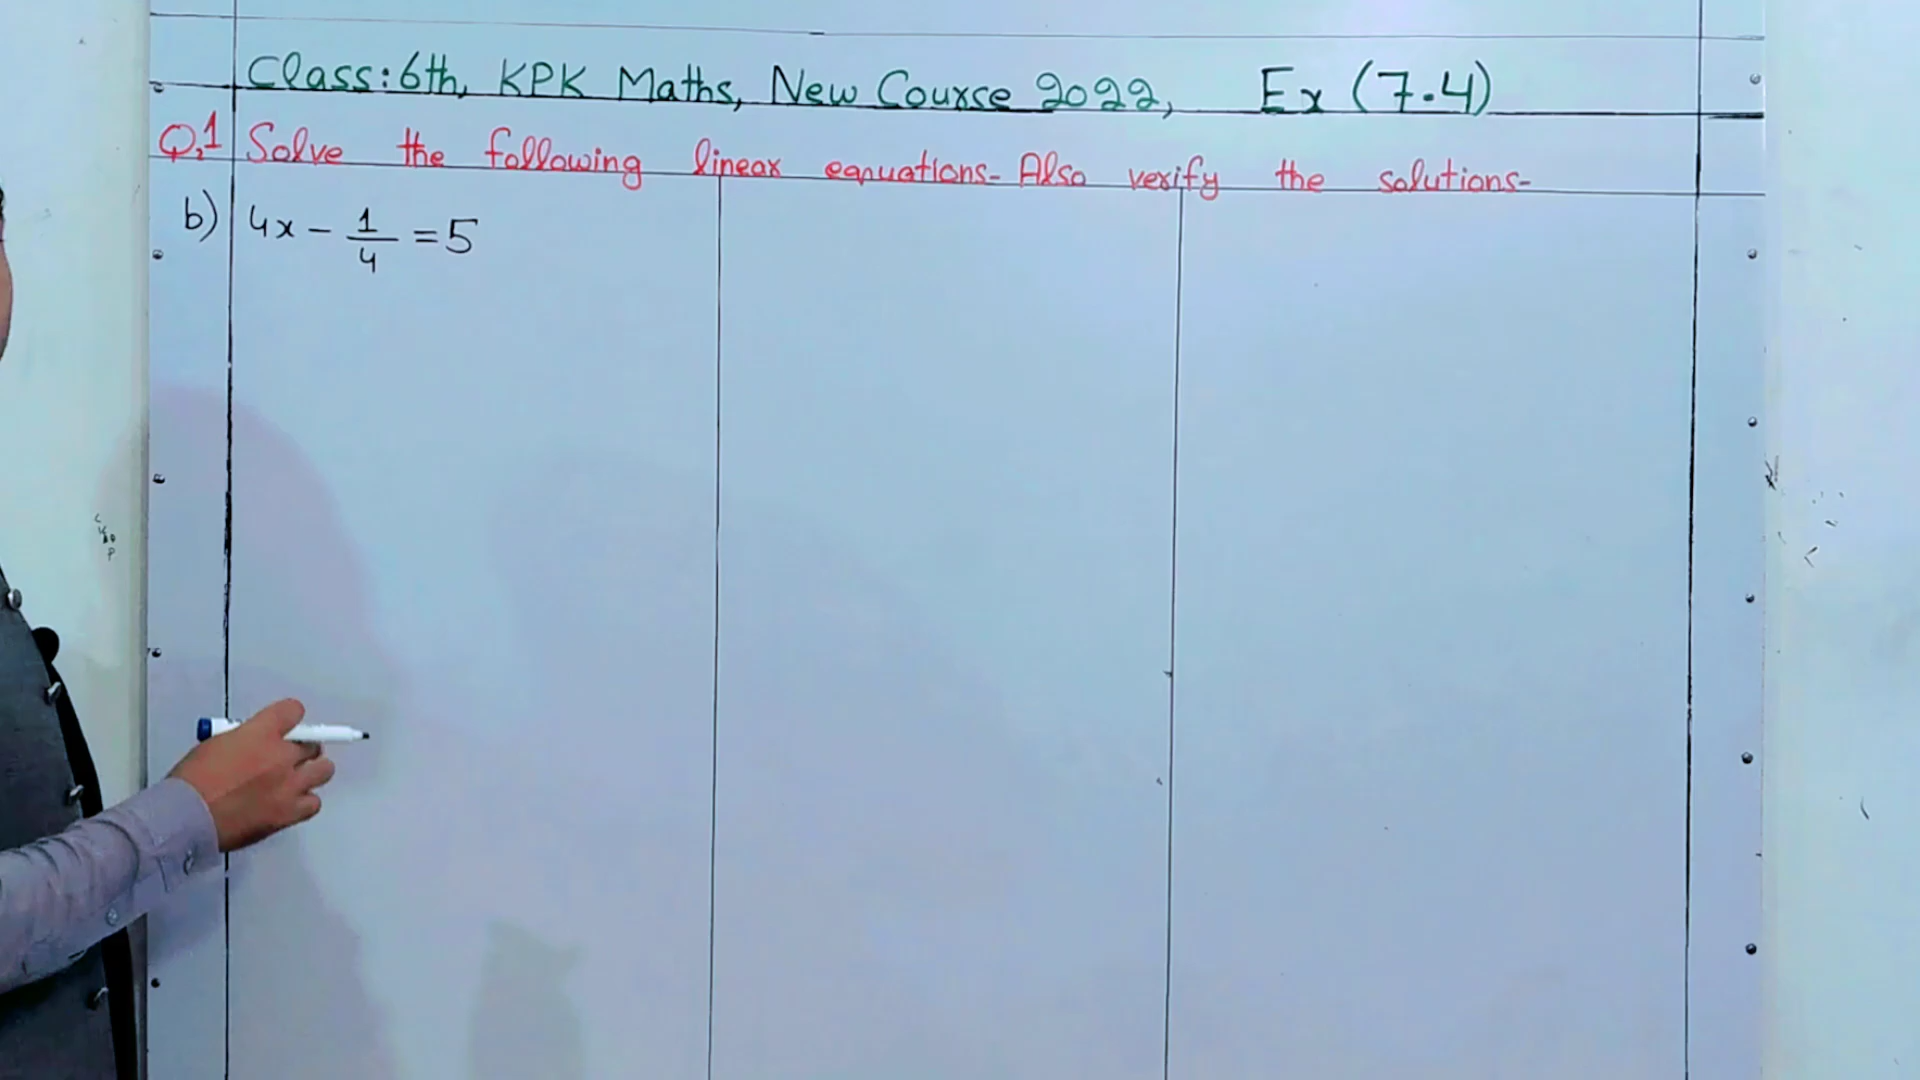 Class: 6th, KPK Maths, New Course 2022, Ex (7.4)
Q.1 Solve the following linear eqnuations- Also verify the solutions-
b) 4x - 1/4 = 5